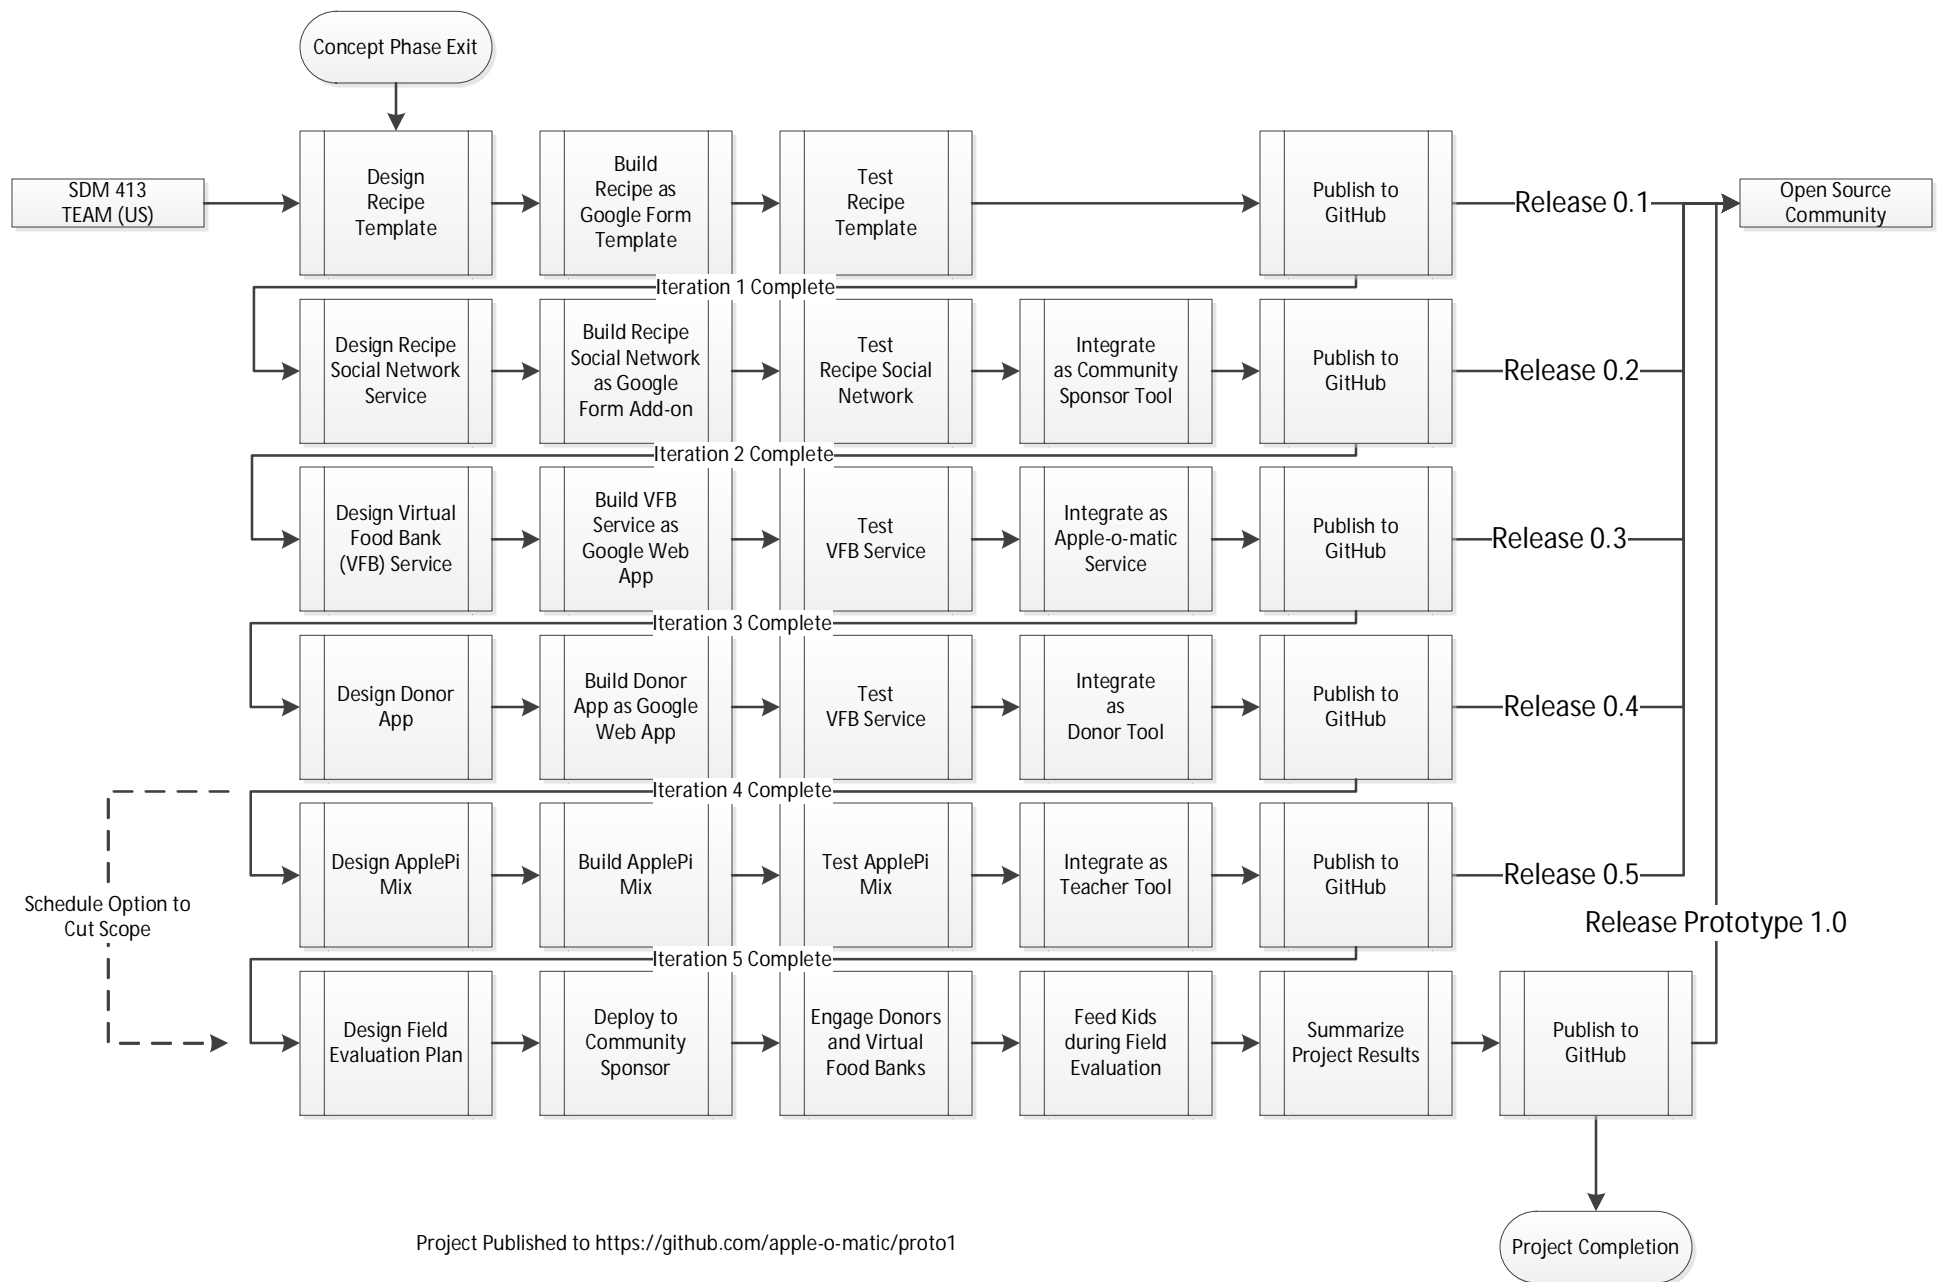 Concept Phase Exit
SDM 413
TEAM (US)
Design
Recipe
Template
Build
Recipe as
Google Form
Template
Test
Recipe
Template
Publish to
GitHub
Release 0.1
Open Source
Community
Iteration 1 Complete
Design Recipe
Social Network
Service
Build Recipe
Social Network
as Google
Form Add-on
Test
Recipe Social
Network
Integrate
as Community
Sponsor Tool
Publish to
GitHub
Release 0.2
Iteration 2 Complete
Design Virtual
Food Bank
(VFB) Service
Build VFB
Service as
Google Web
App
Test
VFB Service
Integrate as
Apple-o-matic
Service
Publish to
GitHub
Release 0.3
Iteration 3 Complete
Design Donor
App
Build Donor
App as Google
Web App
Test
VFB Service
Integrate
as
Donor Tool
Publish to
GitHub
Release 0.4
Iteration 4 Complete
Design ApplePi
Mix
Build ApplePi
Mix
Test ApplePi
Mix
Integrate as
Teacher Tool
Publish to
GitHub
Release 0.5
Schedule Option to
Cut Scope
Release Prototype 1.0
Iteration 5 Complete
Design Field
Evaluation Plan
Deploy to
Community
Sponsor
Engage Donors
and Virtual
Food Banks
Feed Kids
during Field
Evaluation
Summarize
Project Results
Publish to
GitHub
Project Published to https://github.com/apple-o-matic/proto1
Project Completion